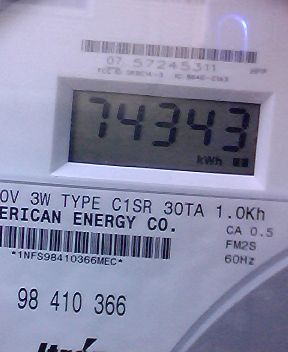 07 57245311
74343
kWh
0V 3W TYPE C1SR 30TA 1.0Kh
ERICAN ENERGY CO.
CA 0.5
FM2S
60Hz
*1NFS98410366MEC*
98 410 366
Itron